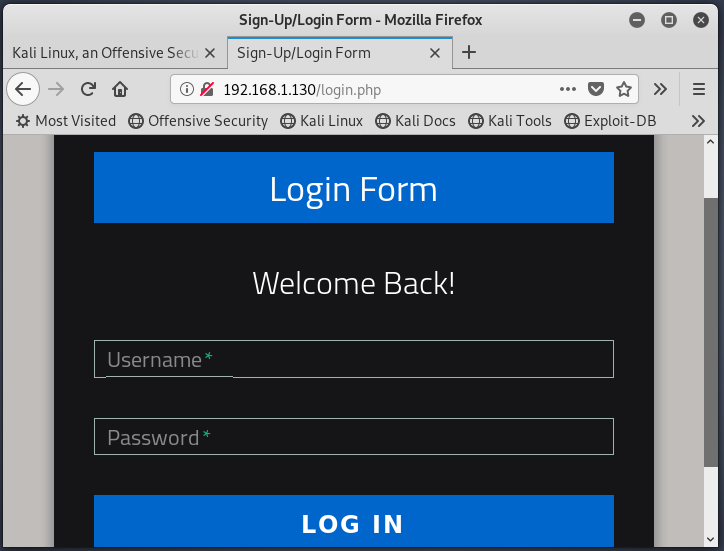 Sign-Up/Login Form - Mozilla Firefox
Kali Linux, an Offensive Secu
Sign-Up/Login Form
192.168.1.130/login.php
Most Visited Offensive Security Kali Linux Kali Docs Kali Tools Exploit-DB
Login Form
Welcome Back!
Username*
Password*
LOG IN